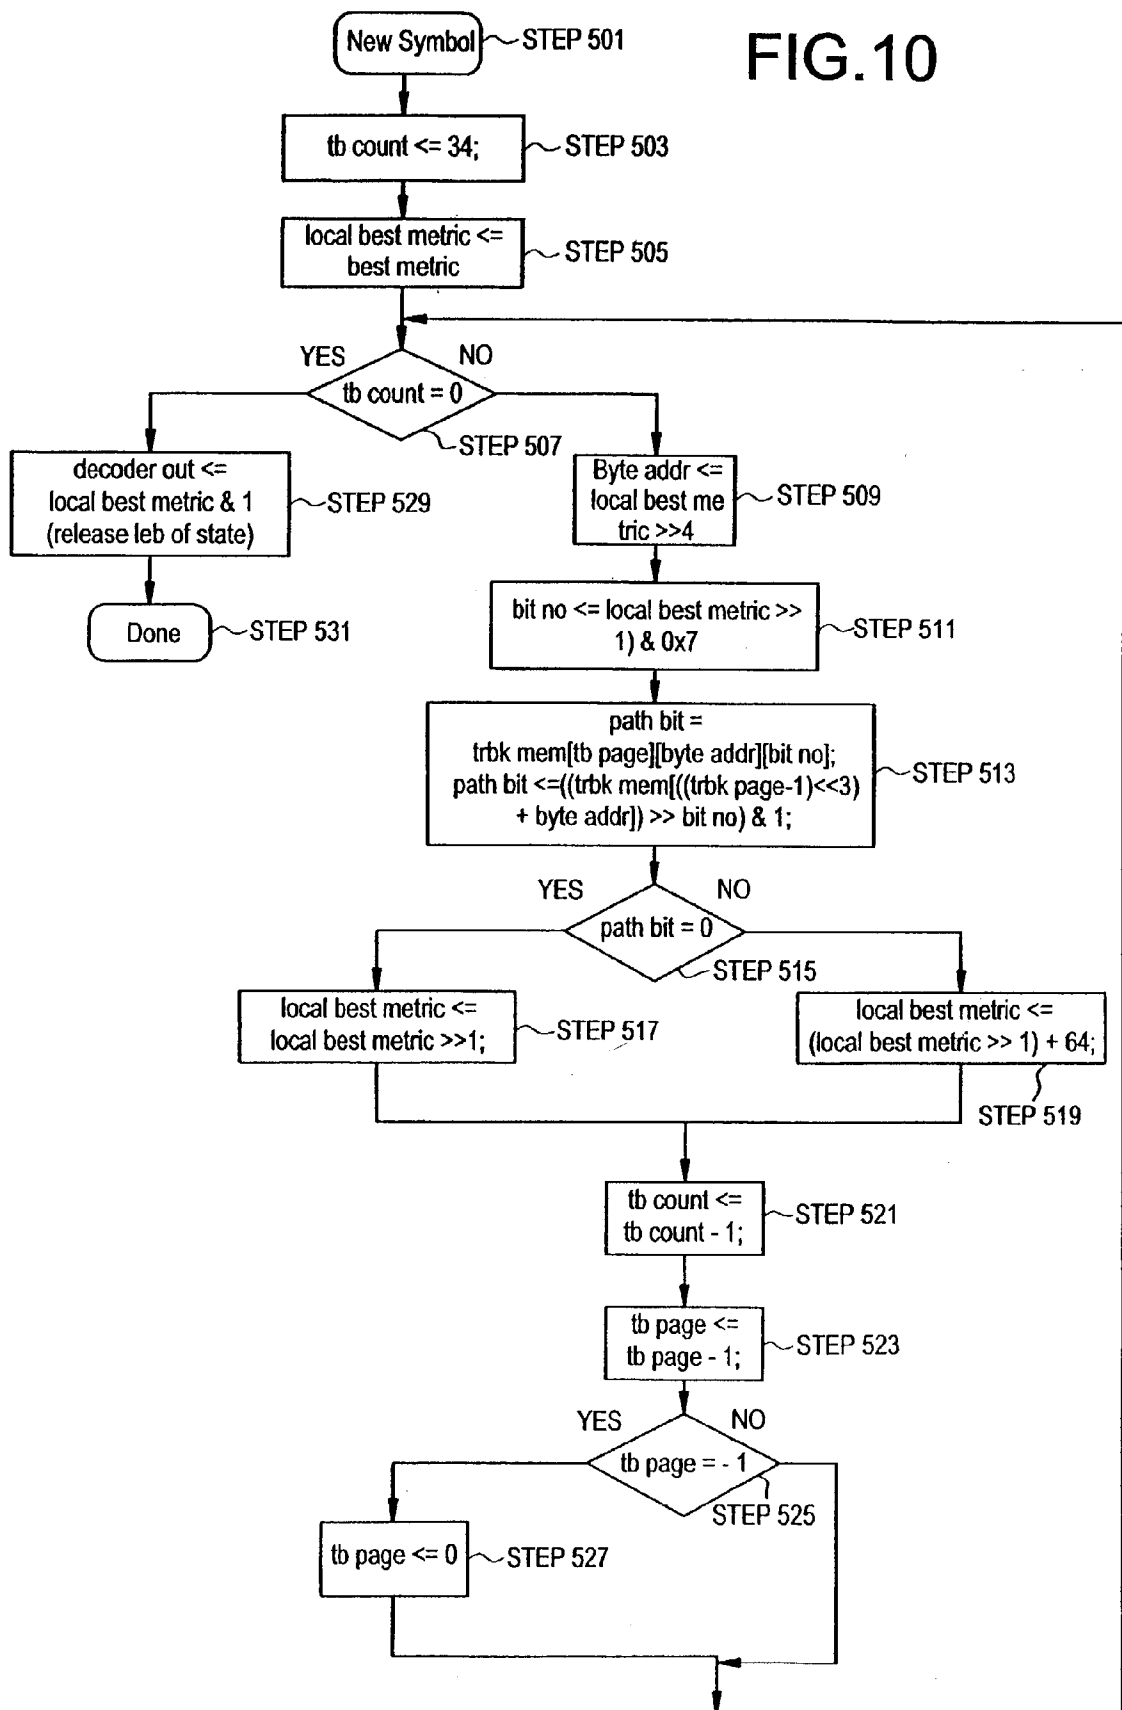 FIG.10
New Symbol
STEP 501
tb count <= 34;
STEP 503
local best metric <=
best metric
STEP 505
YES
NO
tb count = 0
STEP 507
decoder out <=
local best metric & 1
(release leb of state)
STEP 529
Done
STEP 531
Byte addr <=
local best me
tric >>4
STEP 509
bit no <= local best metric >>
1) & 0x7
STEP 511
path bit =
trbk mem[tb page][byte addr][bit no];
path bit <=((trbk mem[((trbk page-1)<<3)
+ byte addr]) >> bit no) & 1;
STEP 513
YES
NO
path bit = 0
STEP 515
local best metric <=
local best metric >>1;
STEP 517
local best metric <=
(local best metric >> 1) + 64;
STEP 519
tb count <=
tb count - 1;
STEP 521
tb page <=
tb page - 1;
STEP 523
YES
NO
tb page = - 1
STEP 525
tb page <= 0
STEP 527